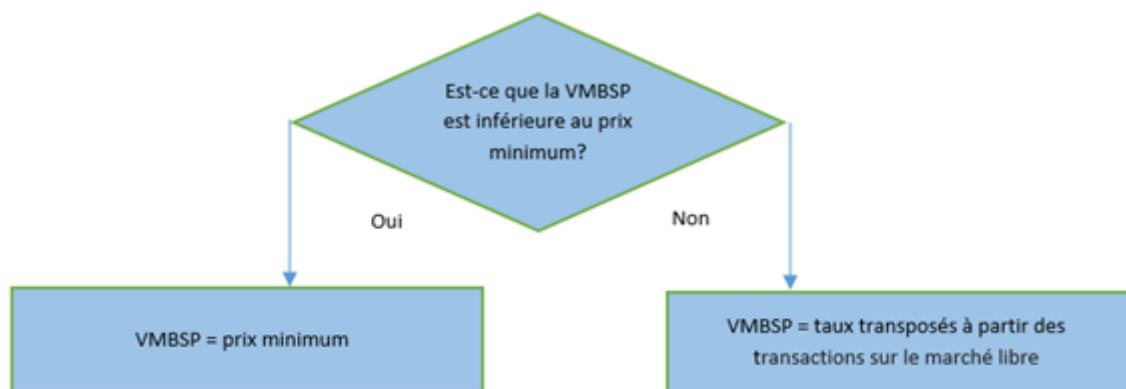 Est-ce que la VMBSP
est inférieure au prix
minimum?
Oui
Non
VMBSP = prix minimum
VMBSP = taux transposés à partir des
transactions sur le marché libre